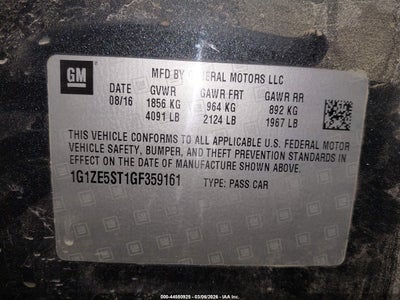 GM
MFD BY GENERAL MOTORS LLC
DATE GVWR GAWR FRT GAWR RR
08/16 1856 KG 964 KG 892 KG
4091 LB 2124 LB 1967 LB
THIS VEHICLE CONFORMS TO ALL APPLICABLE U.S. FEDERAL MOTOR
VEHICLE SAFETY, BUMPER, AND THEFT PREVENTION STANDARDS IN
EFFECT ON THE DATE OF MANUFACTURE SHOWN ABOVE.
1G1ZE5ST1GF359161 TYPE: PASS CAR
000-44550925 - 03/09/2026 - IAA Inc.